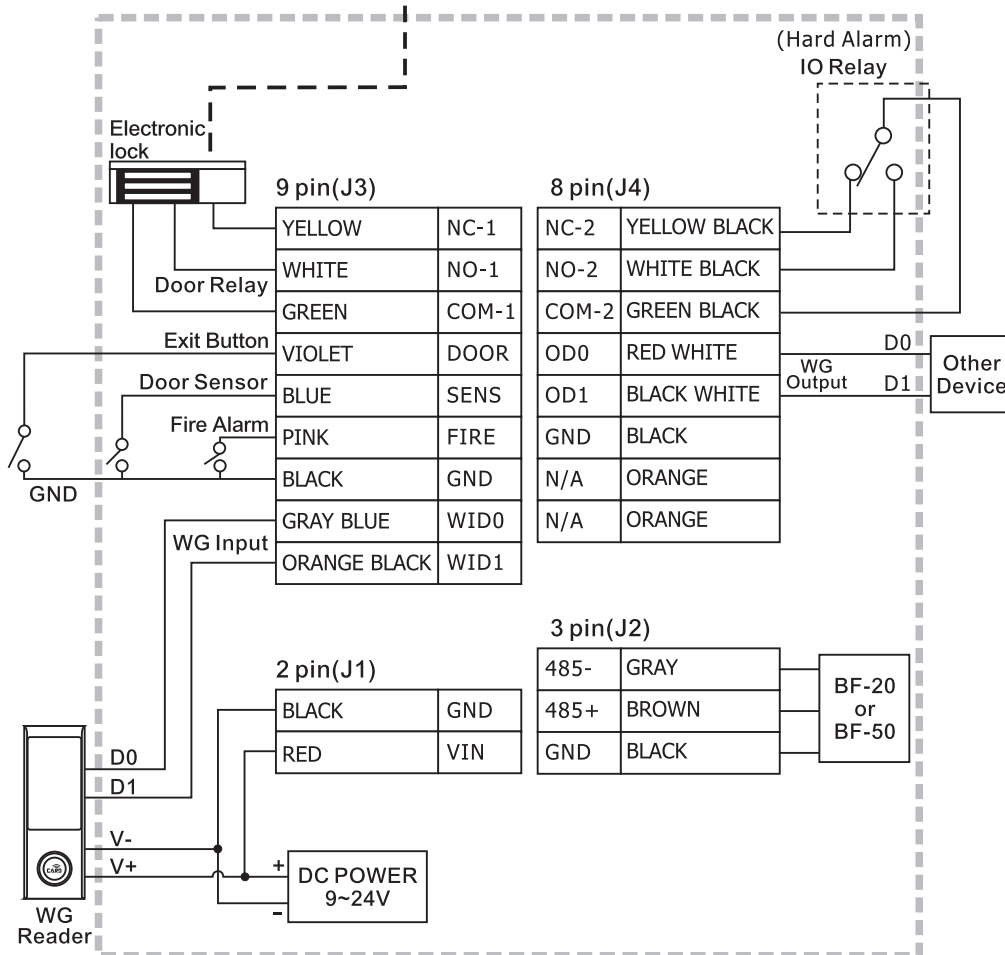 (Hard Alarm)
IO Relay
Electronic
lock
9 pin(J3)
YELLOW NC-1
WHITE NO-1
GREEN COM-1
VIOLET DOOR
BLUE SENS
PINK FIRE
BLACK GND
GRAY BLUE WID0
ORANGE BLACK WID1
Door Relay
Exit Button
Door Sensor
Fire Alarm
GND
WG Input
8 pin(J4)
NC-2 YELLOW BLACK
NO-2 WHITE BLACK
COM-2 GREEN BLACK
OD0 RED WHITE
OD1 BLACK WHITE
GND BLACK
N/A ORANGE
N/A ORANGE
D0
WG
Output
D1
Other
Device
2 pin(J1)
BLACK GND
RED VIN
3 pin(J2)
485- GRAY
485+ BROWN
GND BLACK
BF-20
or
BF-50
D0
D1
V-
V+
CARD
WG
Reader
+
-
DC POWER
9~24V